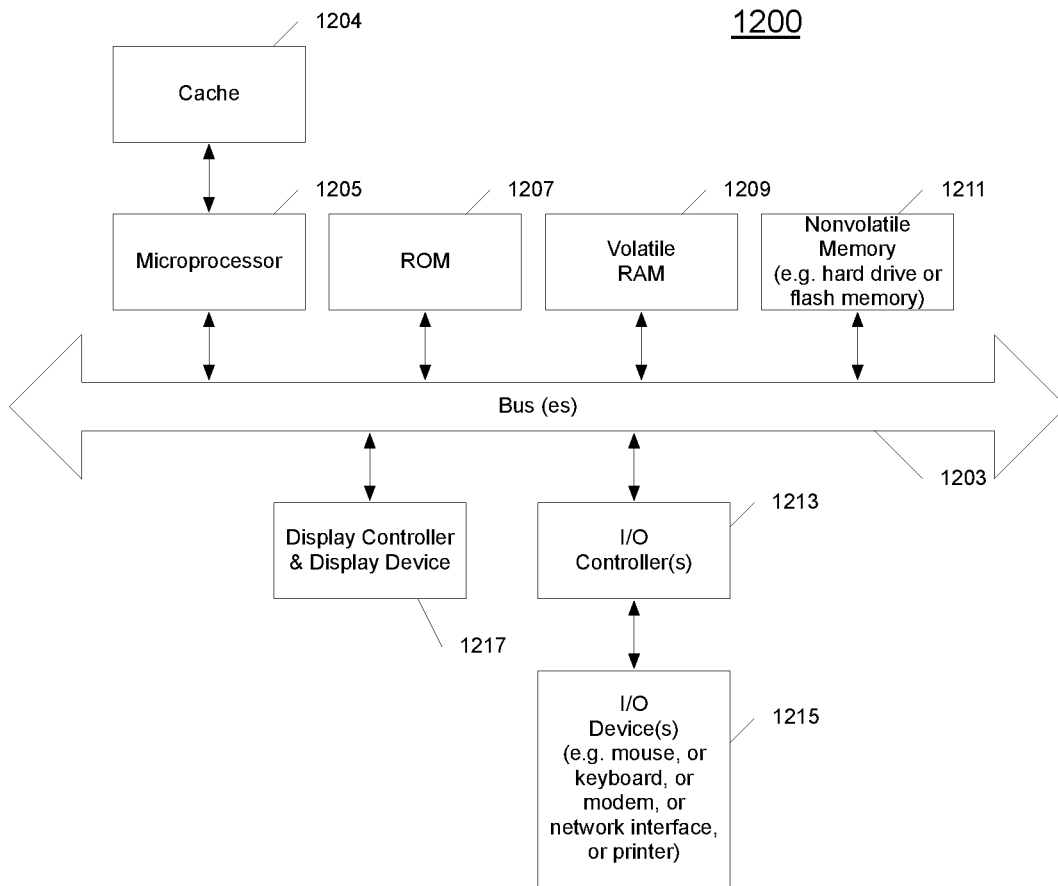 1200
1204
Cache
1205
1207
1209
1211
Microprocessor
ROM
Volatile
RAM
Nonvolatile
Memory
(e.g. hard drive or
flash memory)
Bus (es)
1203
Display Controller
& Display Device
1217
1213
I/O
Controller(s)
1215
I/O
Device(s)
(e.g. mouse, or
keyboard, or
modem, or
network interface,
or printer)